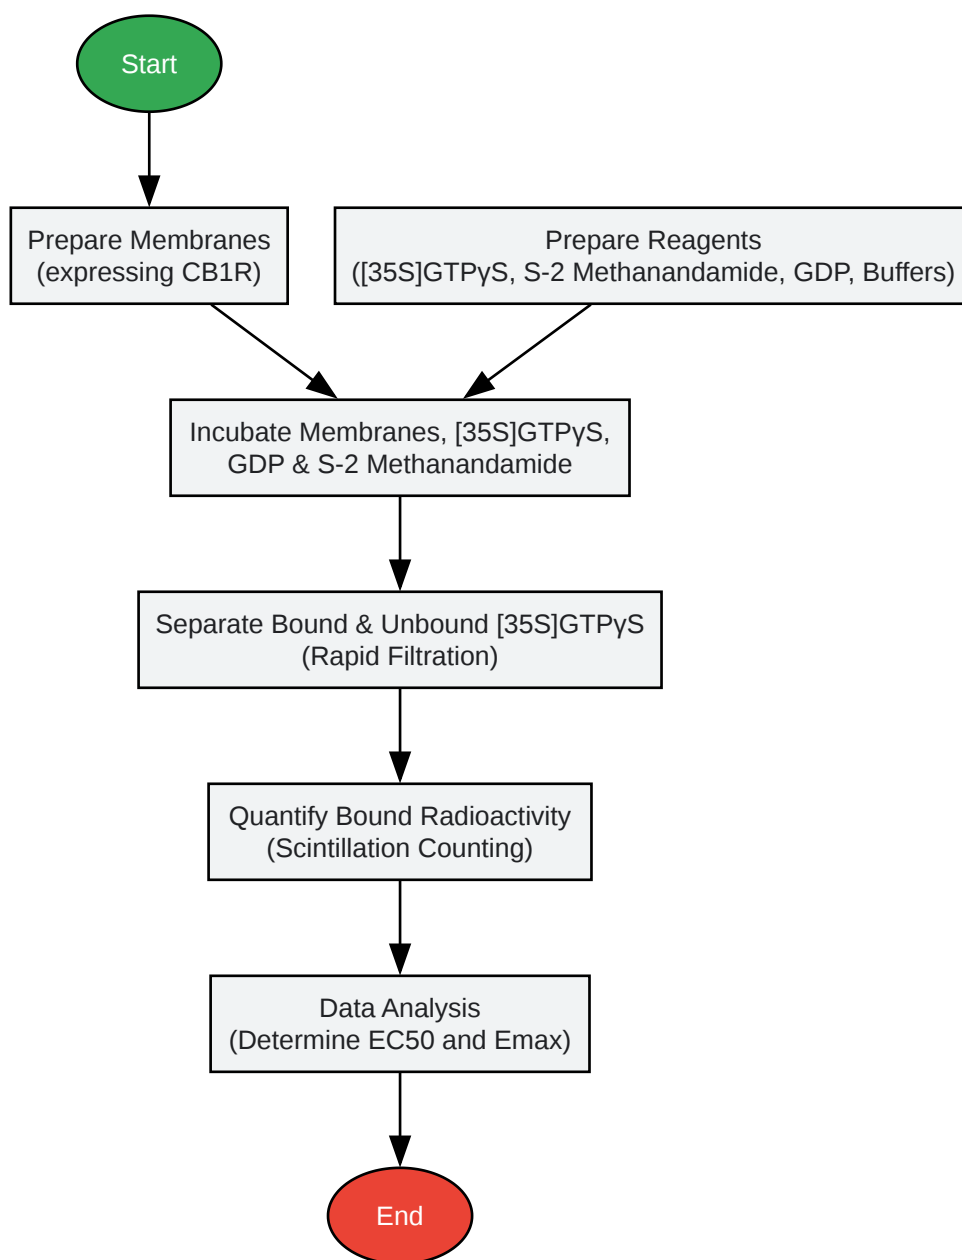 Start
Prepare Membranes
(expressing CB1R)
Prepare Reagents
([35S]GTPγS, S-2 Methanandamide, GDP, Buffers)
Incubate Membranes, [35S]GTPγS,
GDP & S-2 Methanandamide
Separate Bound & Unbound [35S]GTPγS
(Rapid Filtration)
Quantify Bound Radioactivity
(Scintillation Counting)
Data Analysis
(Determine EC50 and Emax)
End